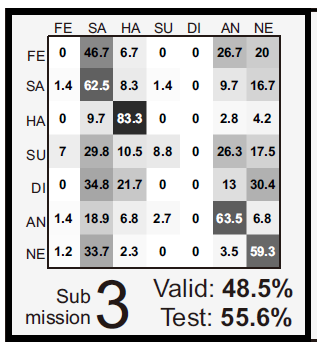 FE SA HA SU DI AN NE
FE 0 46.7 6.7 0 0 26.7 20
SA 1.4 62.5 8.3 1.4 0 9.7 16.7
HA 0 9.7 83.3 0 0 2.8 4.2
SU 7 29.8 10.5 8.8 0 26.3 17.5
DI 0 34.8 21.7 0 0 13 30.4
AN 1.4 18.9 6.8 2.7 0 63.5 6.8
NE 1.2 33.7 2.3 0 0 3.5 59.3
Sub
mission 3
Valid: 48.5%
Test: 55.6%